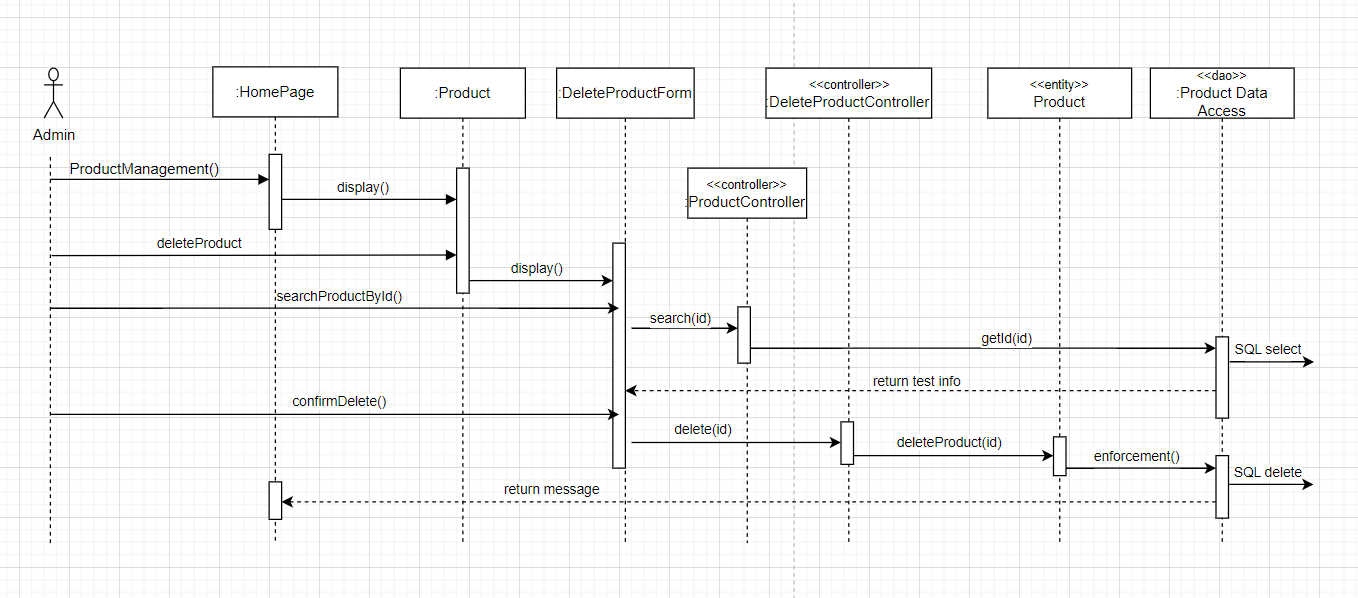 Admin
:HomePage
:Product
:DeleteProductForm
<<controller>>
:DeleteProductController
<<entity>>
Product
<<dao>>
:Product Data
Access
ProductManagement()
display()
<<controller>>
:ProductController
deleteProduct
display()
searchProductById()
search(id)
getId(id)
SQL select
return test info
confirmDelete()
delete(id)
deleteProduct(id)
enforcement()
SQL delete
return message